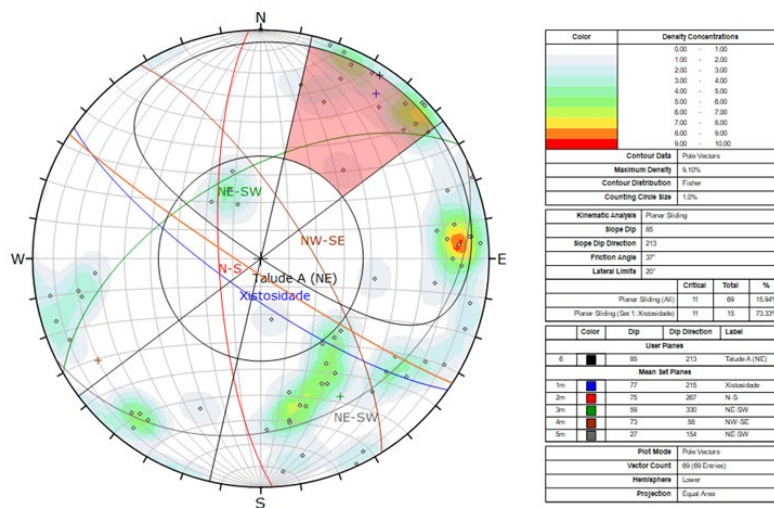 N
NE-SW
NW-SE
W
N-S
E
Talude A (NE)
Xistosidade
NE-SW
S
Color Density Concentrations
0.00 - 1.00
1.00 - 2.00
2.00 - 3.00
3.00 - 4.00
4.00 - 5.00
5.00 - 6.00
6.00 - 7.00
7.00 - 8.00
8.00 - 9.00
9.00 - 10.00
Contour Data Pole Vectors
Maximum Density 9.10%
Contour Distribution Fisher
Counting Circle Size 1.0%
Kinematic Analysis Planar Sliding
Slope Dip 85
Slope Dip Direction 213
Friction Angle 37°
Lateral Limits 20°
Critical Total %
Planar Sliding (All) 11 69 15.94%
Planar Sliding (Set 1: Xistosidade) 11 15 73.33%
Color Dip Dip Direction Label
User Planes
6 85 213 Talude A (NE)
Mean Set Planes
1m 77 215 Xistosidade
2m 75 267 N-S
3m 59 330 NE-SW
4m 73 58 NW-SE
5m 27 154 NE-SW
Plot Mode Pole Vectors
Vector Count 69 (69 Entries)
Hemisphere Lower
Projection Equal Area